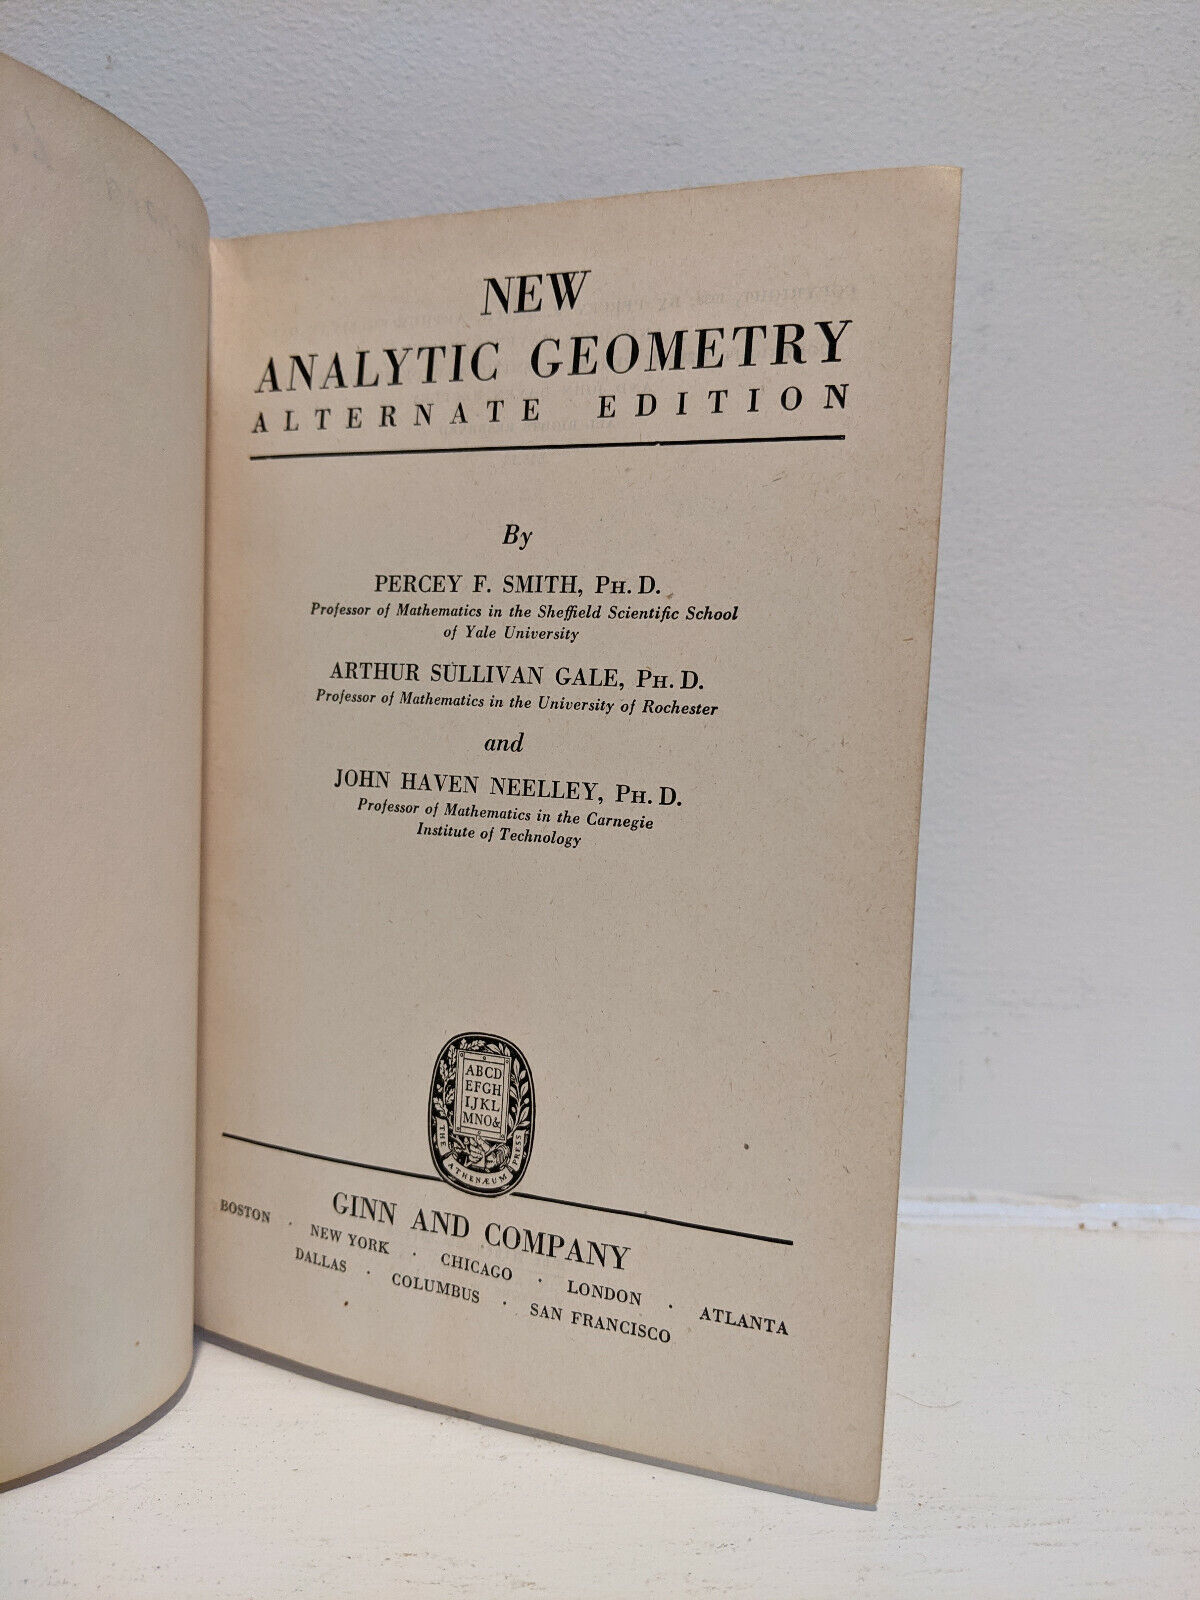 NEW
ANALYTIC GEOMETRY
ALTERNATE EDITION
By
PERCEY F. SMITH, PH. D.
Professor of Mathematics in the Sheffield Scientific School
of Yale University
ARTHUR SULLIVAN GALE, PH. D.
Professor of Mathematics in the University of Rochester
and
JOHN HAVEN NEELLEY, PH. D.
Professor of Mathematics in the Carnegie
Institute of Technology
ABCD
EFGH
IJKL
MNO&
THE ATHENÆUM PRESS
GINN AND COMPANY
BOSTON · NEW YORK · CHICAGO · LONDON · ATLANTA
DALLAS · COLUMBUS · SAN FRANCISCO